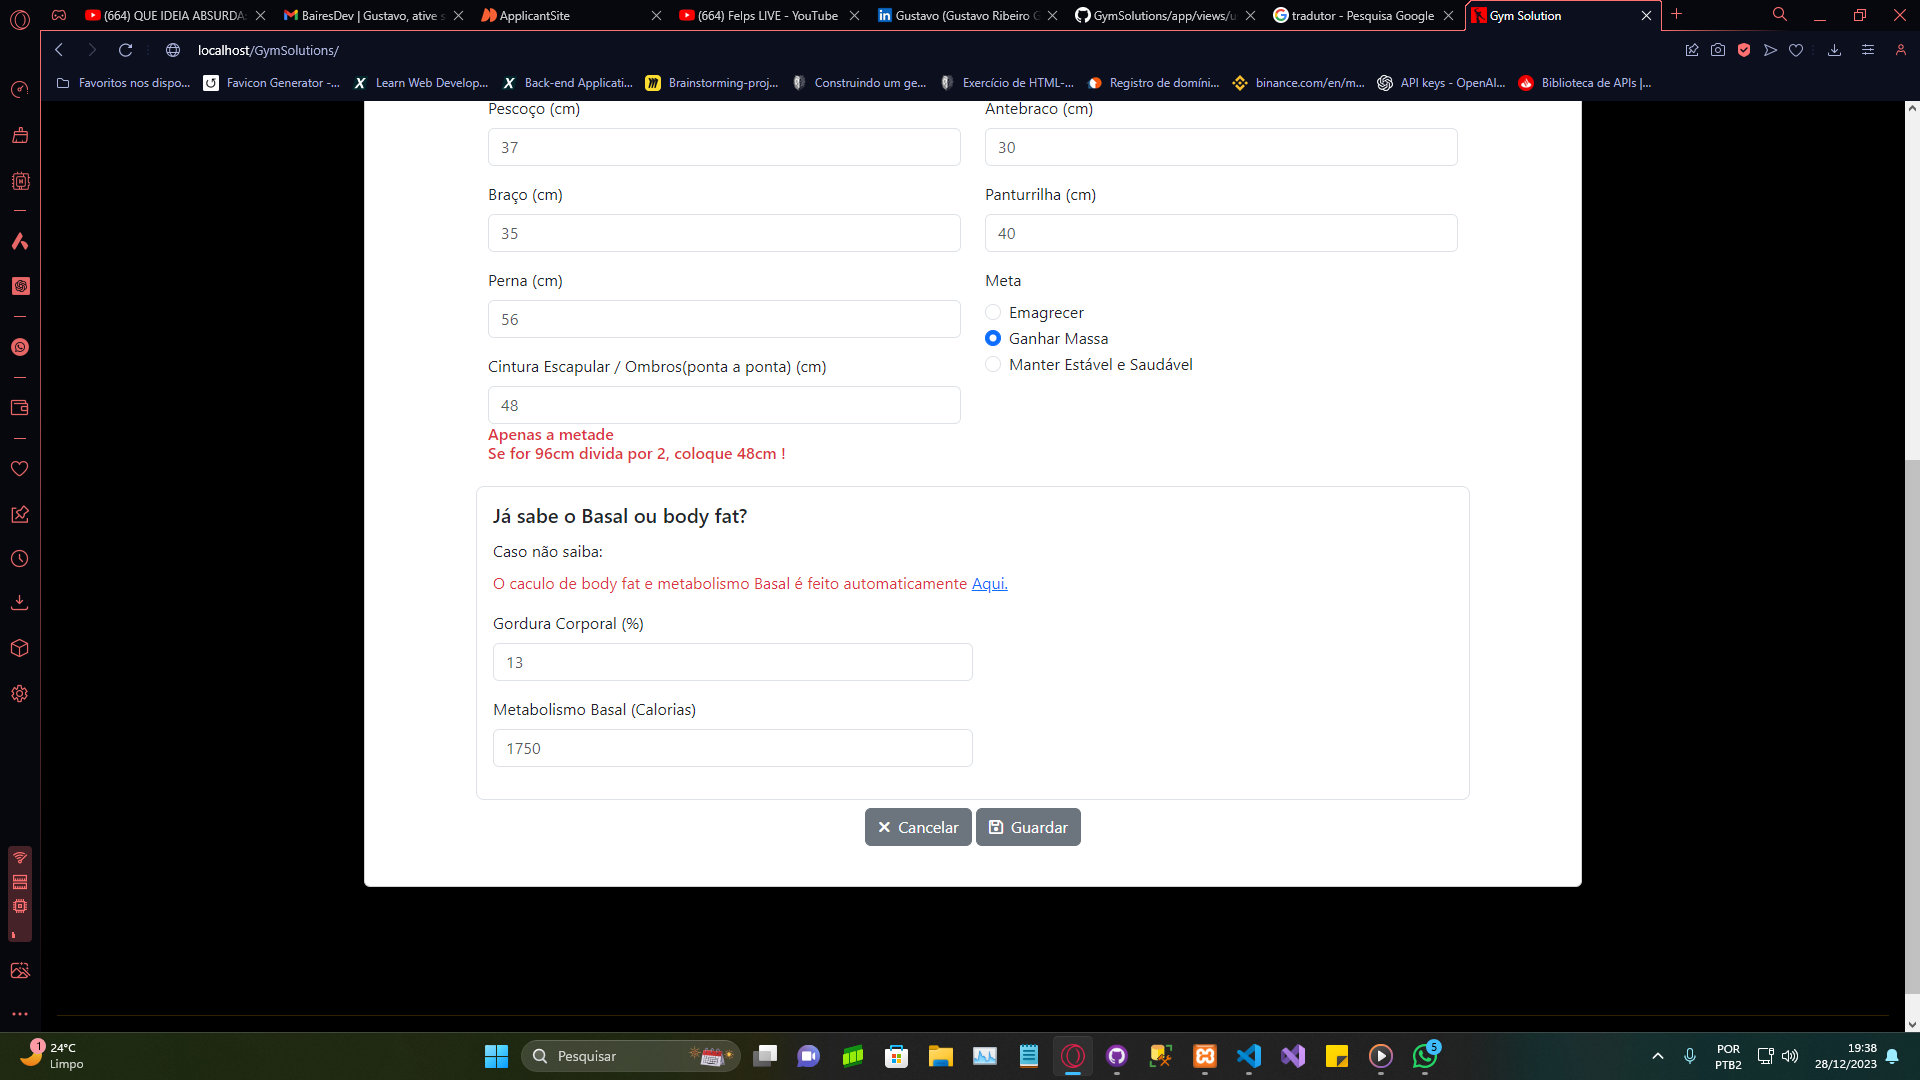 (664) QUE IDEIA ABSURDA
BairesDev | Gustavo, ative s
ApplicantSite
(664) Felps LIVE - YouTube
Gustavo (Gustavo Ribeiro G
GymSolutions/app/views/u
tradutor - Pesquisa Google
Gym Solution
localhost/GymSolutions/
Favoritos nos dispo...
Favicon Generator -...
Learn Web Develop...
Back-end Applicati...
Brainstorming-proj...
Construindo um ge...
Exercício de HTML-...
Registro de domíni...
binance.com/en/m...
API keys - OpenAI...
Biblioteca de APIs |...
Pescoço (cm)
Antebraco (cm)
37
30
Braço (cm)
Panturrilha (cm)
35
40
Perna (cm)
Meta
56
Emagrecer
Ganhar Massa
Manter Estável e Saudável
Cintura Escapular / Ombros(ponta a ponta) (cm)
48
Apenas a metade
Se for 96cm divida por 2, coloque 48cm !
Já sabe o Basal ou body fat?
Caso não saiba:
O caculo de body fat e metabolismo Basal é feito automaticamente Aqui.
Gordura Corporal (%)
13
Metabolismo Basal (Calorias)
1750
Cancelar
Guardar
1
24°C
Limpo
Pesquisar
5
POR
PTB2
19:38
28/12/2023